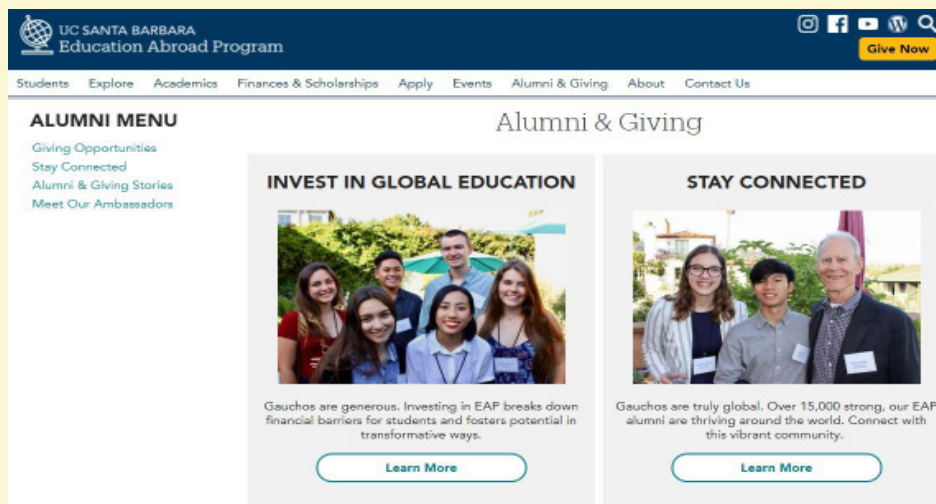 UC SANTA BARBARA
Education Abroad Program
Give Now
Students Explore Academics Finances & Scholarships Apply Events Alumni & Giving About Contact Us
ALUMNI MENU
Giving Opportunities
Stay Connected
Alumni & Giving Stories
Meet Our Ambassadors
Alumni & Giving
INVEST IN GLOBAL EDUCATION
Gauchos are generous. Investing in EAP breaks down
financial barriers for students and fosters potential in
transformative ways.
Learn More
STAY CONNECTED
Gauchos are truly global. Over 15,000 strong, our EAP
alumni are thriving around the world. Connect with
this vibrant community.
Learn More